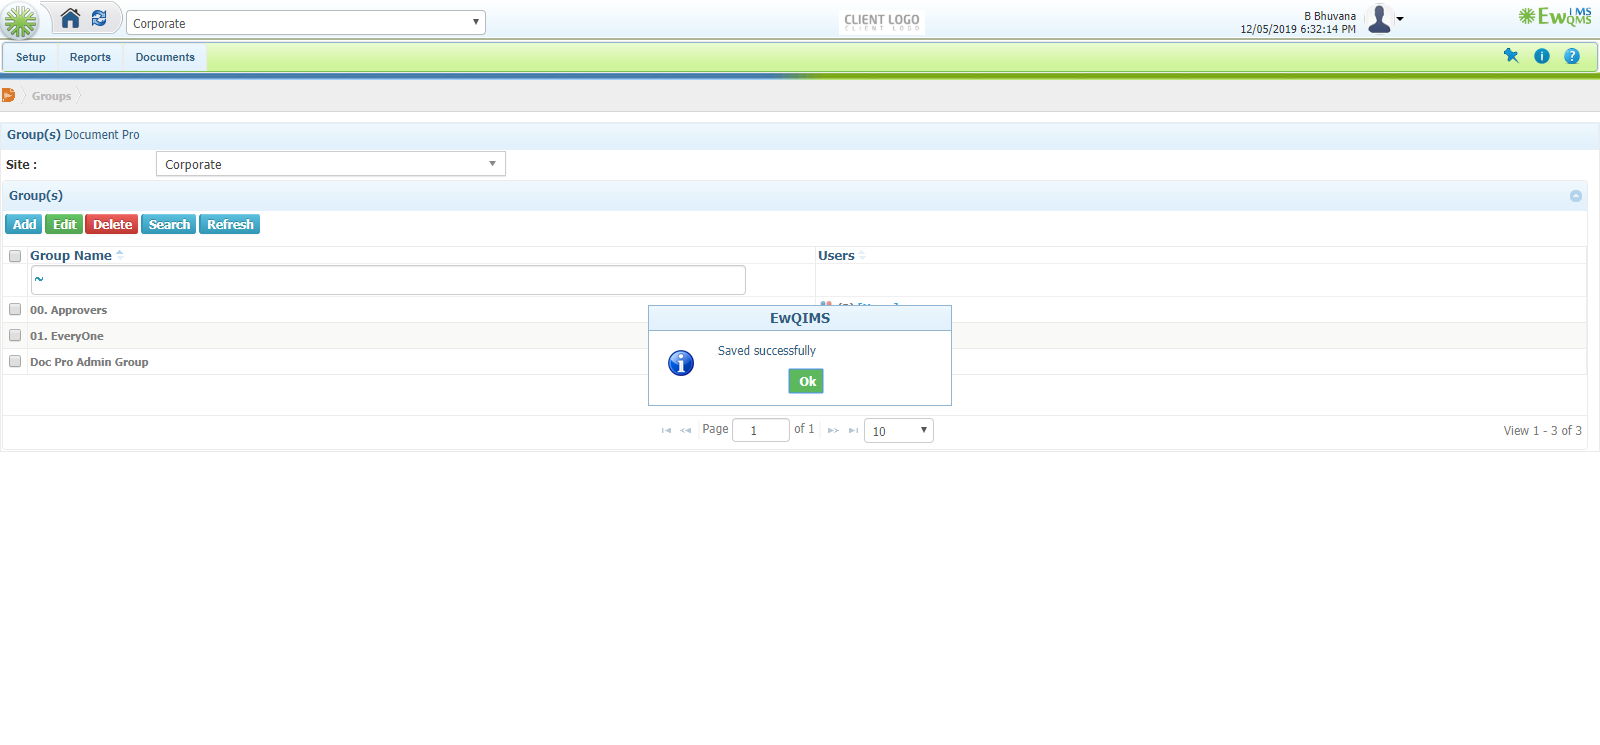 Corporate
CLIENT LOGO
CLIENT LOGO
B Bhuvana
12/05/2019 6:32:14 PM
EwQIMS
QMS
Setup Reports Documents
Groups
Group(s) Document Pro
Site : Corporate
Group(s)
Add Edit Delete Search Refresh
Group Name Users
~
00. Approvers
01. EveryOne
Doc Pro Admin Group
EwQIMS
Saved successfully
Ok
Page 1 of 1 10 View 1 - 3 of 3